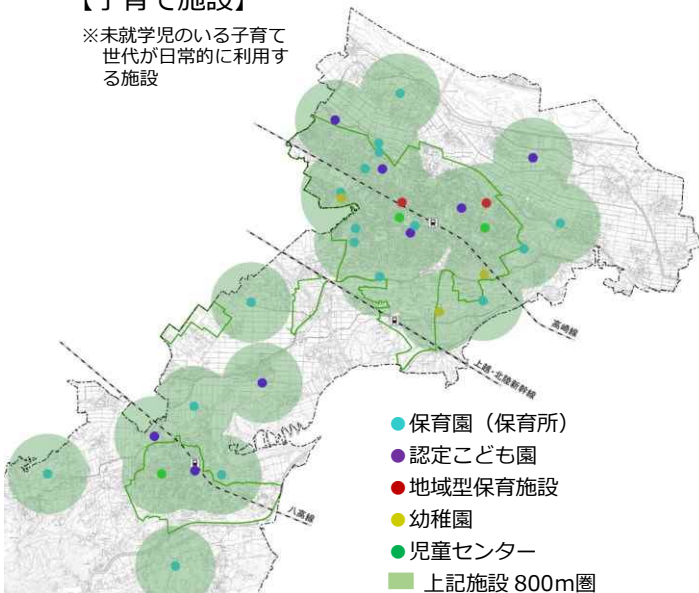 【子育て施設】
※未就学児のいる子育て
世代が日常的に利用す
る施設
高崎線
上越・北陸新幹線
八高線
保育園（保育所）
認定こども園
地域型保育施設
幼稚園
児童センター
上記施設 800m圏